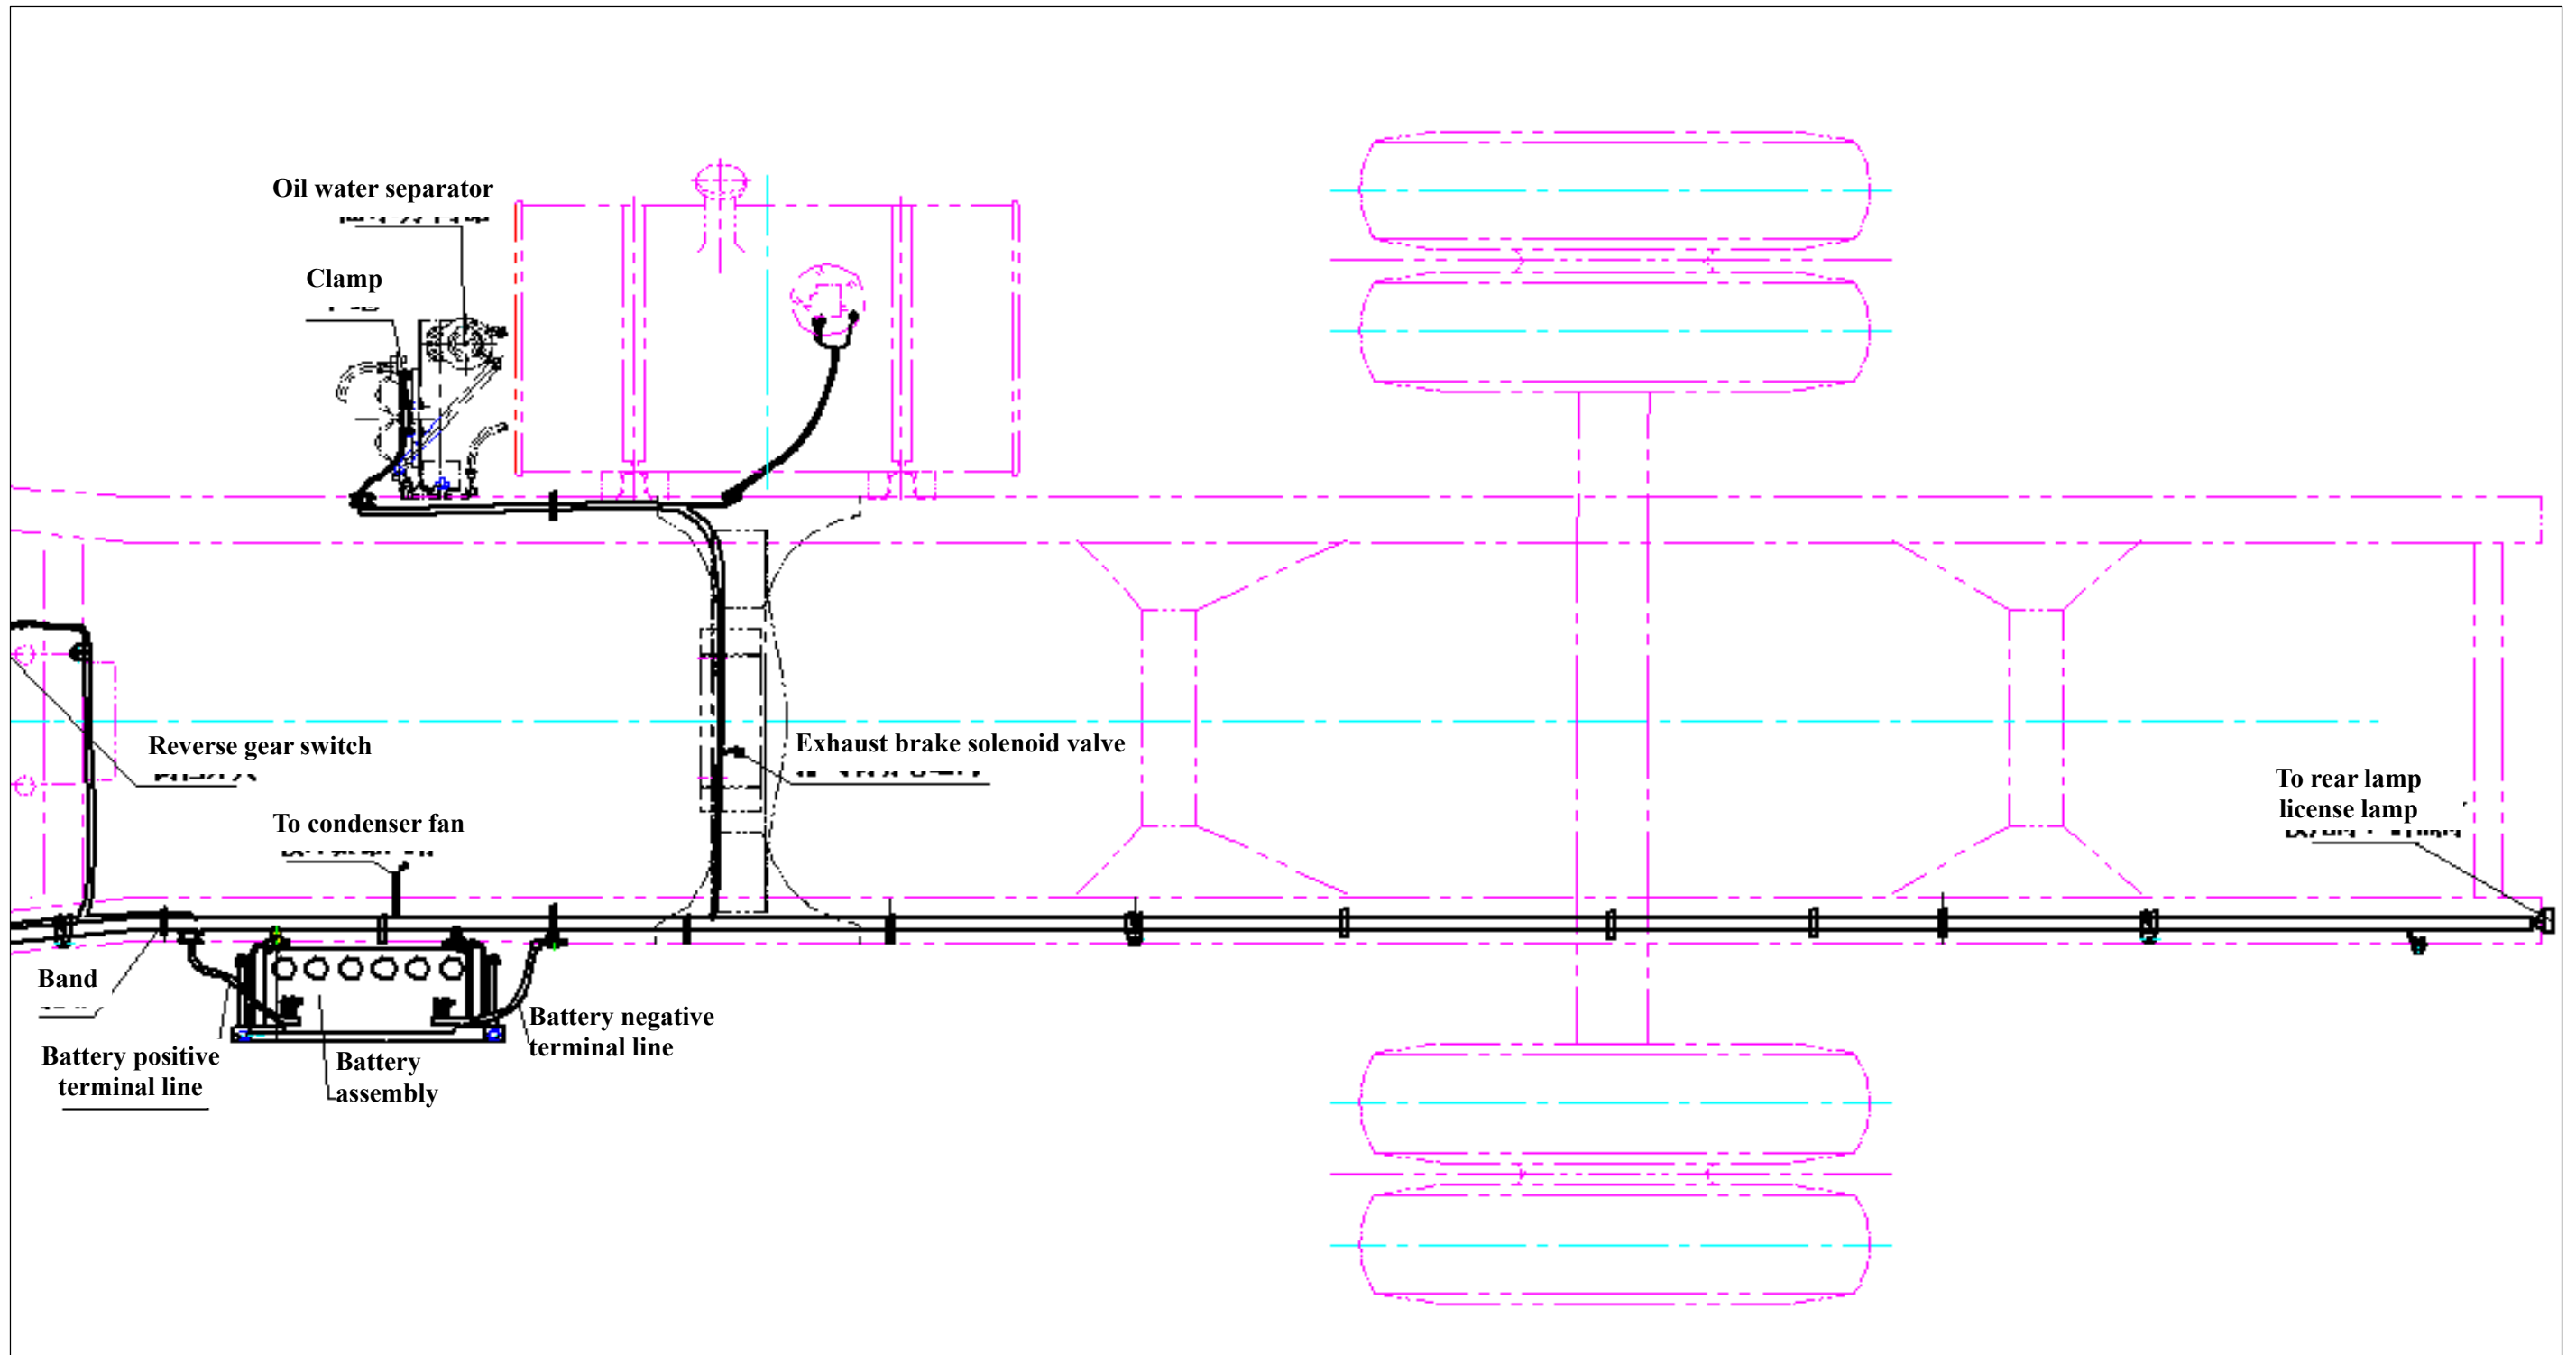 Oil water separator
Clamp
Reverse gear switch
Exhaust brake solenoid valve
To rear lamp
license lamp
To condenser fan
Band
Battery negative
terminal line
Battery positive
terminal line
Battery
assembly